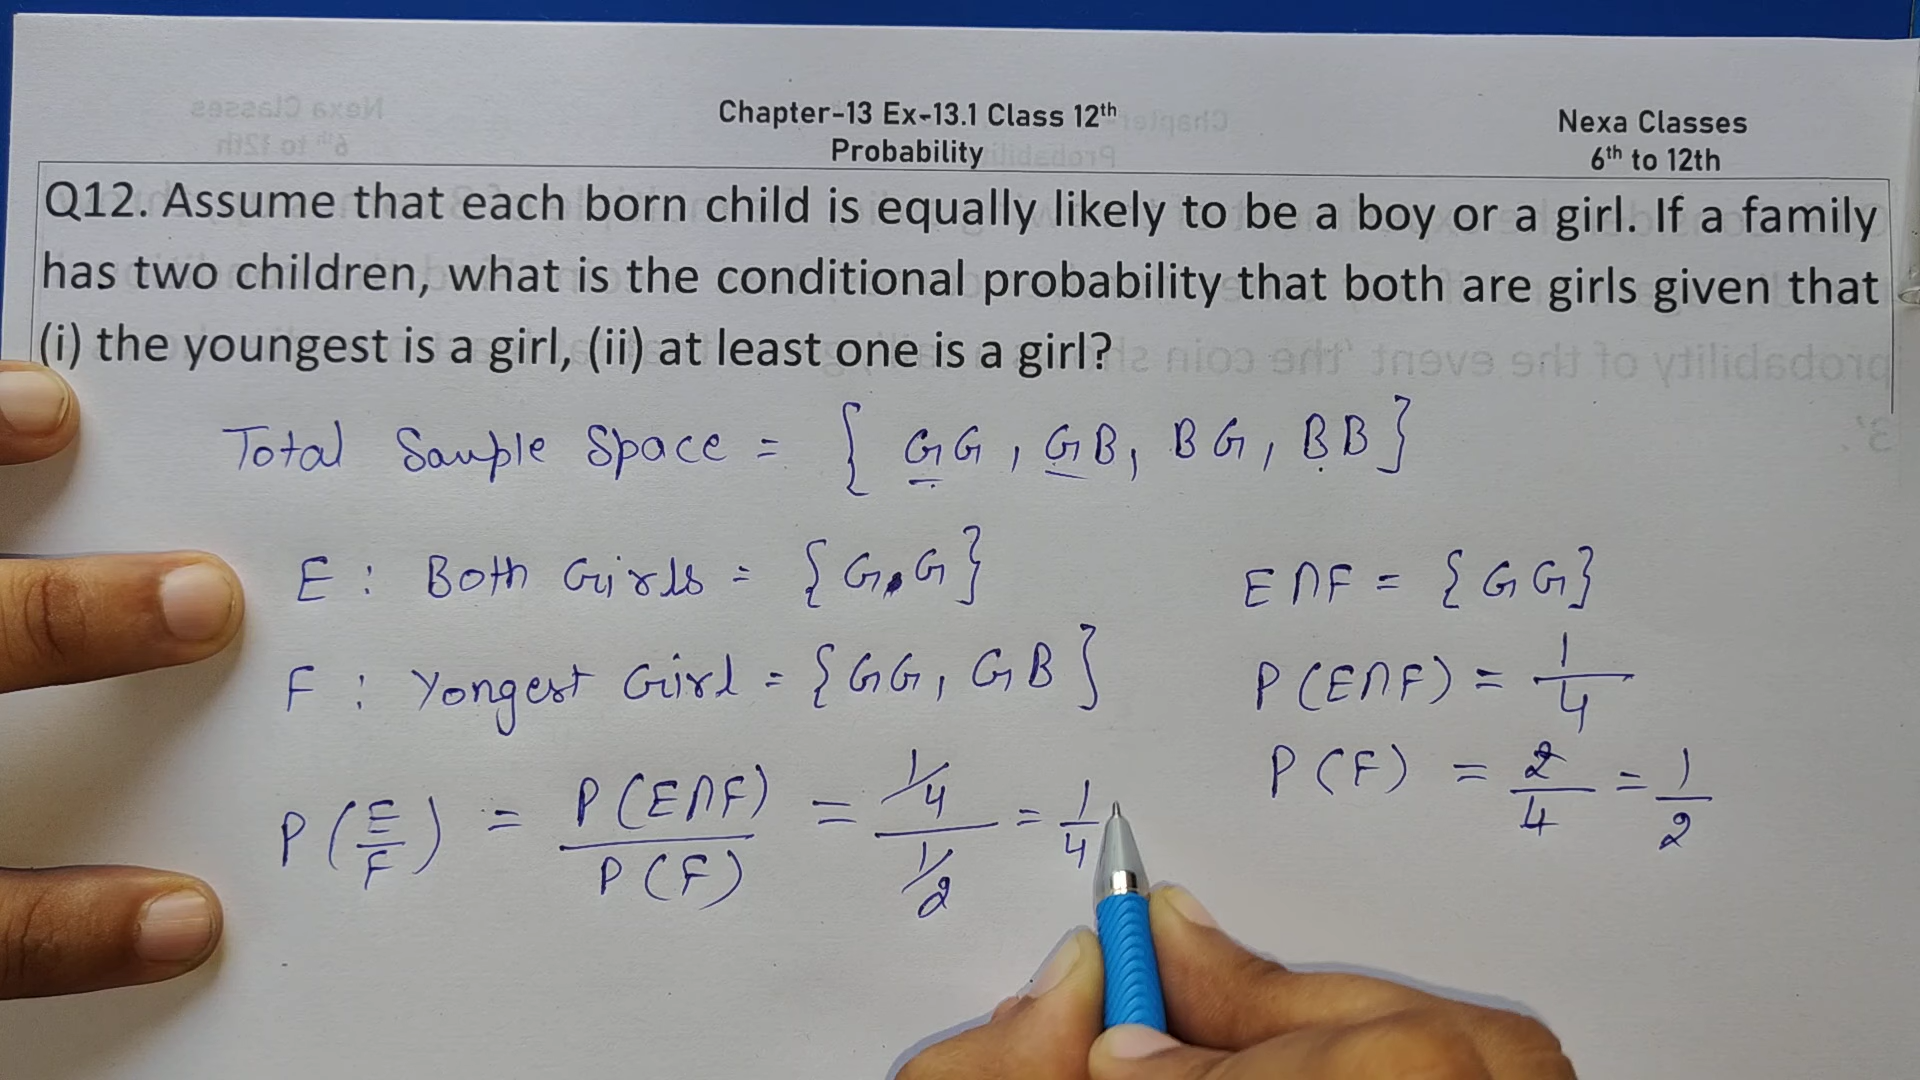 Chapter-13 Ex-13.1 Class 12th
Probability
Nexa Classes
6th to 12th
Q12. Assume that each born child is equally likely to be a boy or a girl. If a family
has two children, what is the conditional probability that both are girls given that
(i) the youngest is a girl, (ii) at least one is a girl?
Total Sample Space = { GG, GB, BG, BB}
E : Both Girls = {G,G}
F : Yongest Girl = {GG, GB}
P(E/F) = P(E∩F)/P(F) = 1/4 / 1/2 = 1/4
E∩F = {GG}
P(E∩F) = 1/4
P(F) = 2/4 = 1/2